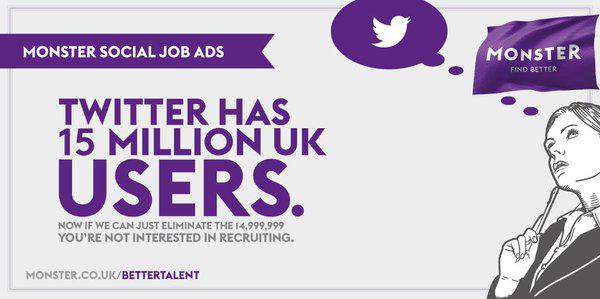 MONSTER SOCIAL JOB ADS
MONSTER
FIND BETTER
TWITTER HAS
15 MILLION UK
USERS.
NOW IF WE CAN JUST ELIMINATE THE 14,999,999
YOU'RE NOT INTERESTED IN RECRUITING.
MONSTER.CO.UK/BETTERTALENT